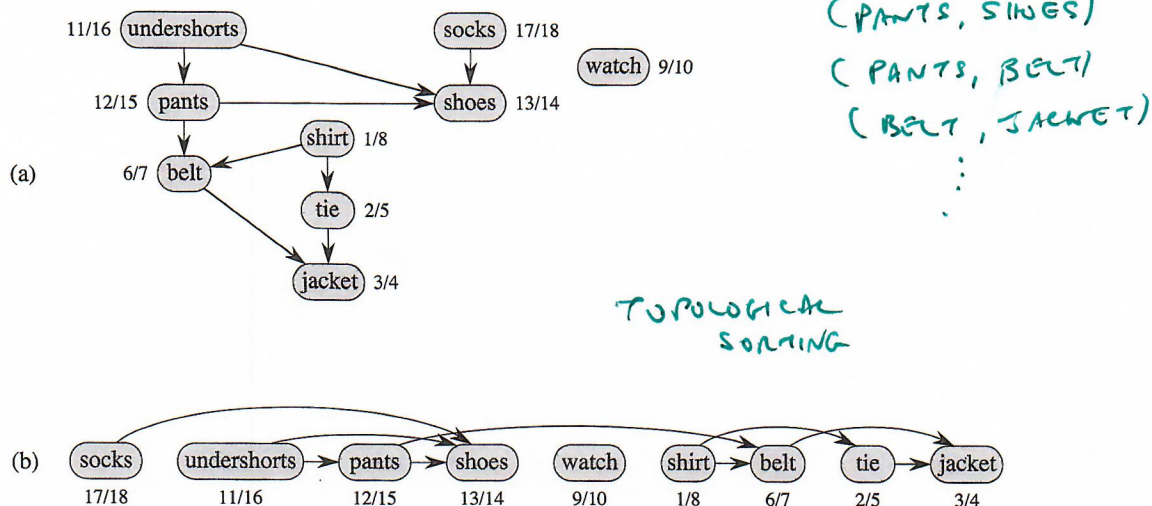 11/16 undershorts socks 17/18
(PANTS, SHOES)
watch 9/10
(PANTS, BELT)
12/15 pants shoes 13/14
(BELT, JACKET)
shirt 1/8
(a) 6/7 belt
tie 2/5
jacket 3/4
TOPOLOGICAL
SORTING
(b) socks undershorts pants shoes watch shirt belt tie jacket
17/18 11/16 12/15 13/14 9/10 1/8 6/7 2/5 3/4